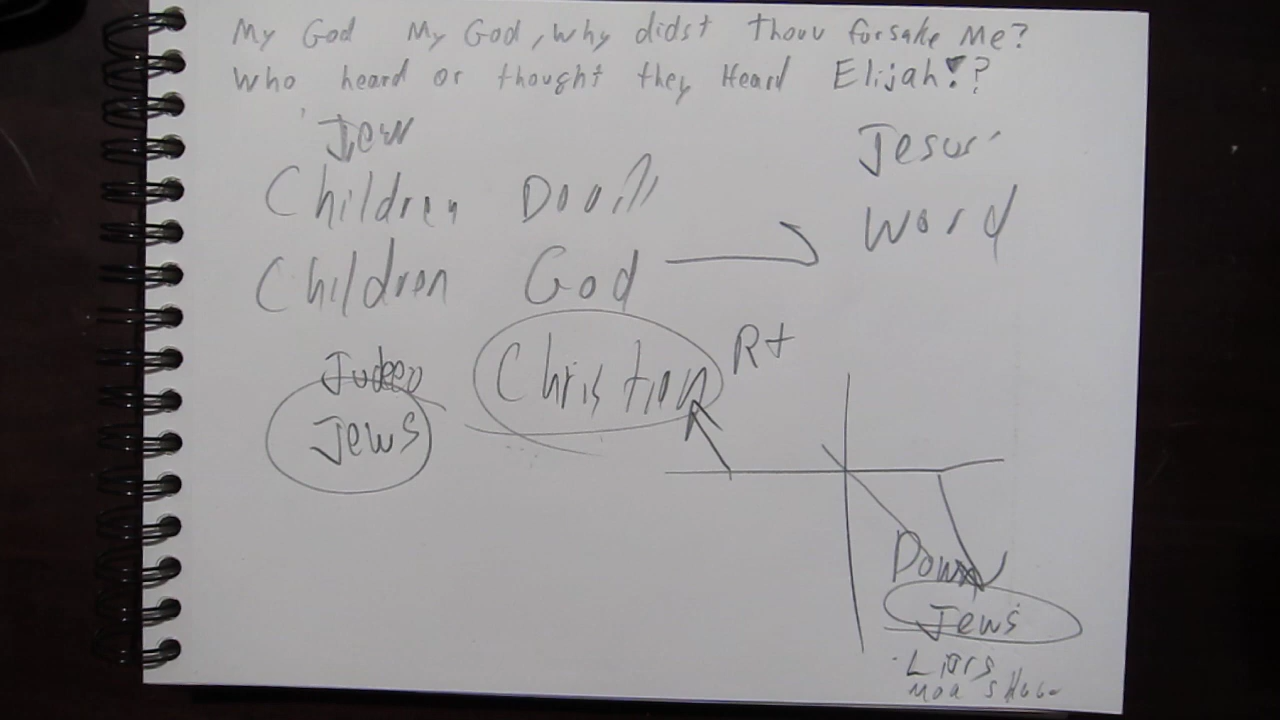 My God My God, why didst thou forsake Me?
Who heard or thought they Heard Elijah!?
Jew
Jesus
Children Devil
Word
Children God
Rt
Christian
Judeo
Jews
Down
Jews
Liars